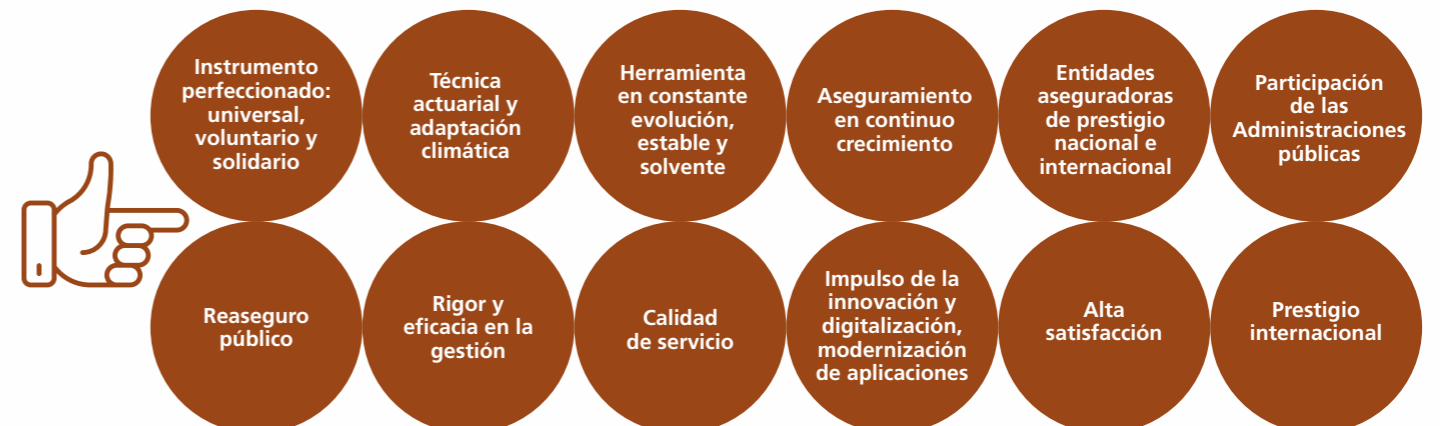 Instrumento
perfeccionado:
universal,
voluntario y
solidario
Técnica
actuarial y
adaptación
climática
Herramienta
en constante
evolución,
estable y
solvente
Aseguramiento
en continuo
crecimiento
Entidades
aseguradoras
de prestigio
nacional e
internacional
Participación
de las
Administraciones
públicas
Reaseguro
público
Rigor y
eficacia en la
gestión
Calidad
de servicio
Impulso de la
innovación y
digitalización,
modernización
de aplicaciones
Alta
satisfacción
Prestigio
internacional